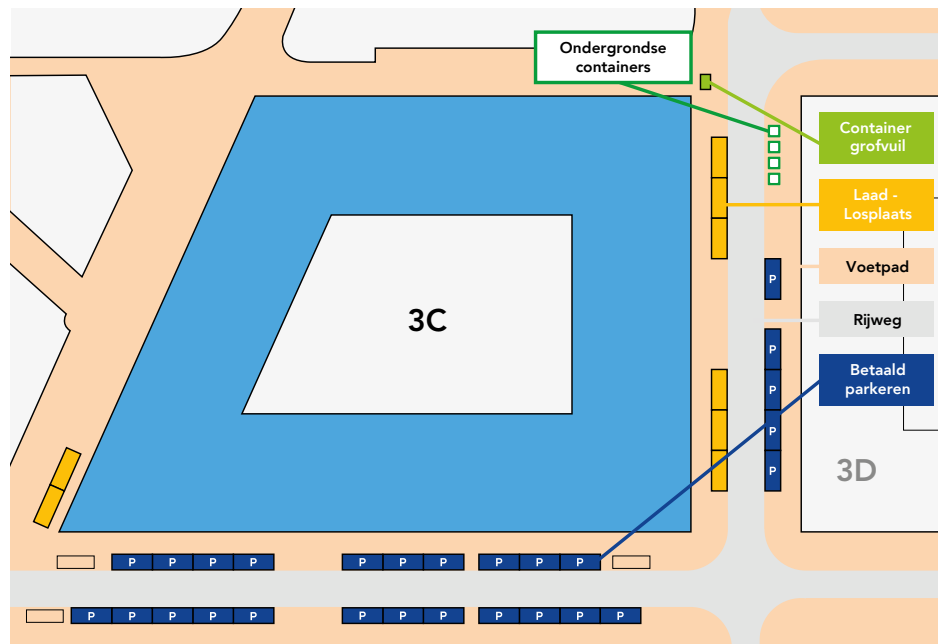 Ondergrondse
containers
Container
grofvuil
Laad -
Losplaats
Voetpad
P
Rijweg
3C
P
Betaald
parkeren
P
P
P
3D
P P P P P P P P P P
P P P P P P P P P P P P